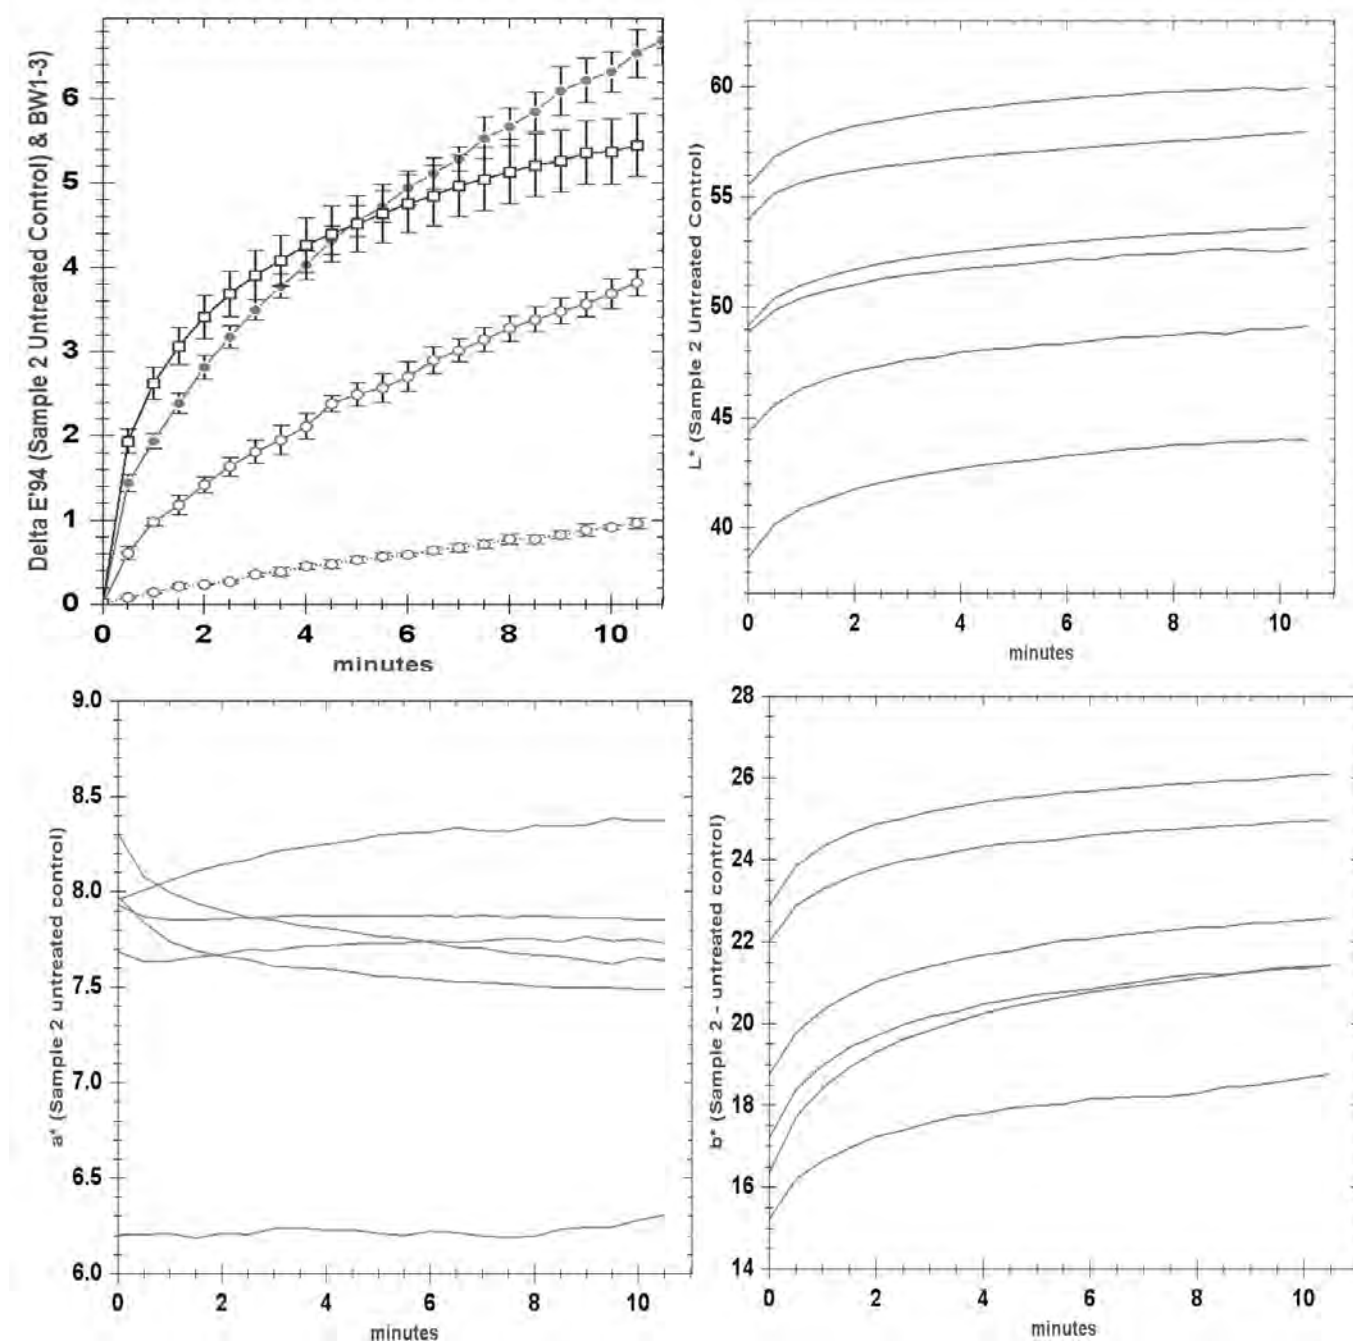 Delta E'94 (Sample 2 Untreated Control) & BW1-3)
6
5
4
3
2
1
0
0 2 4 6 8 10
minutes
L* (Sample 2 Untreated Control)
60
55
50
45
40
0 2 4 6 8 10
minutes
a* (Sample 2 untreated control)
9.0
8.5
8.0
7.5
7.0
6.5
6.0
0 2 4 6 8 10
minutes
b* (Sample 2 - untreated control)
28
26
24
22
20
18
16
14
0 2 4 6 8 10
minutes